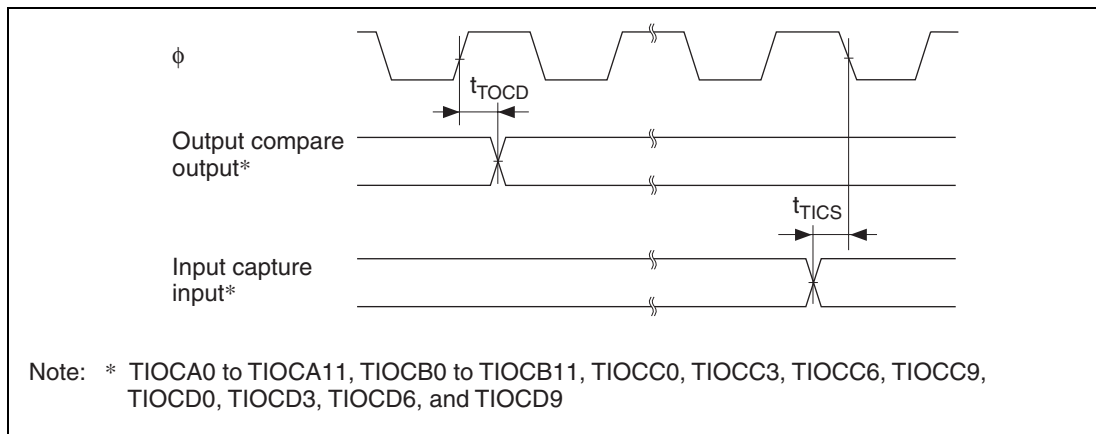 ϕ
tTOCD
Output compare
output*
tTICS
Input capture
input*
Note: * TIOCA0 to TIOCA11, TIOCB0 to TIOCB11, TIOCC0, TIOCC3, TIOCC6, TIOCC9,
TIOCD0, TIOCD3, TIOCD6, and TIOCD9